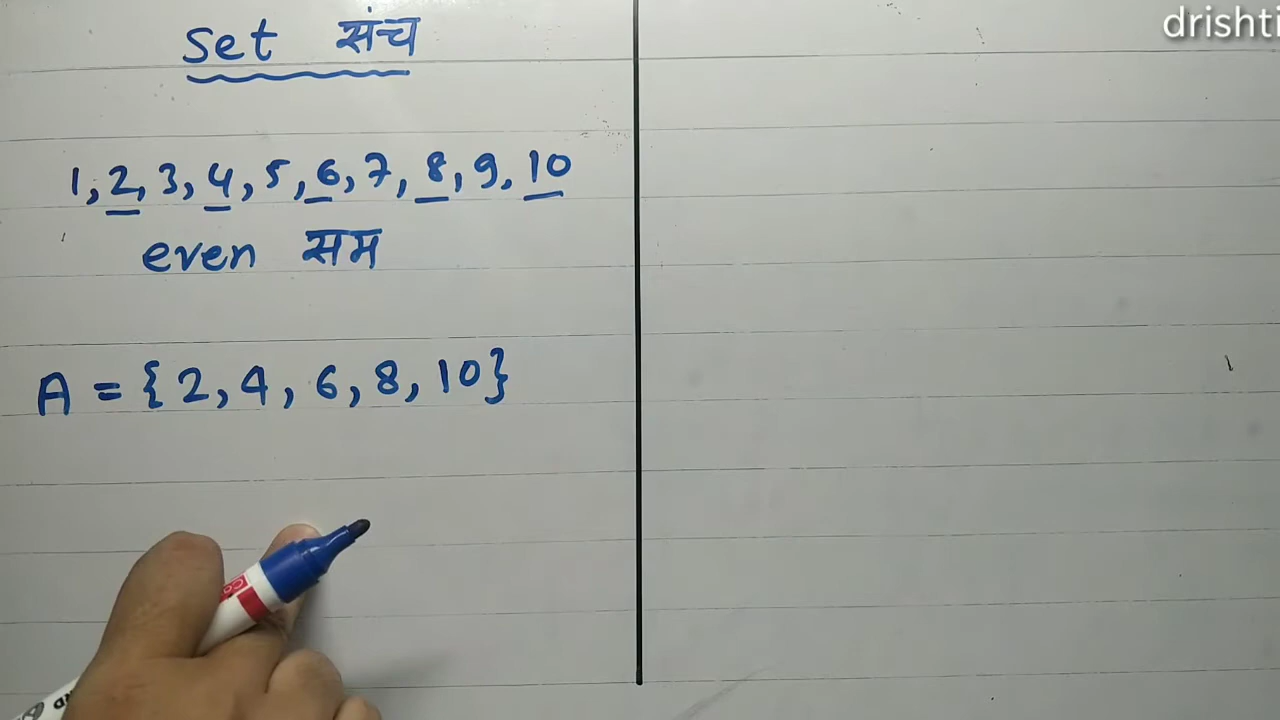 drishti
Set संच
1, 2, 3, 4, 5, 6, 7, 8, 9, 10
even सम
A = {2, 4, 6, 8, 10}